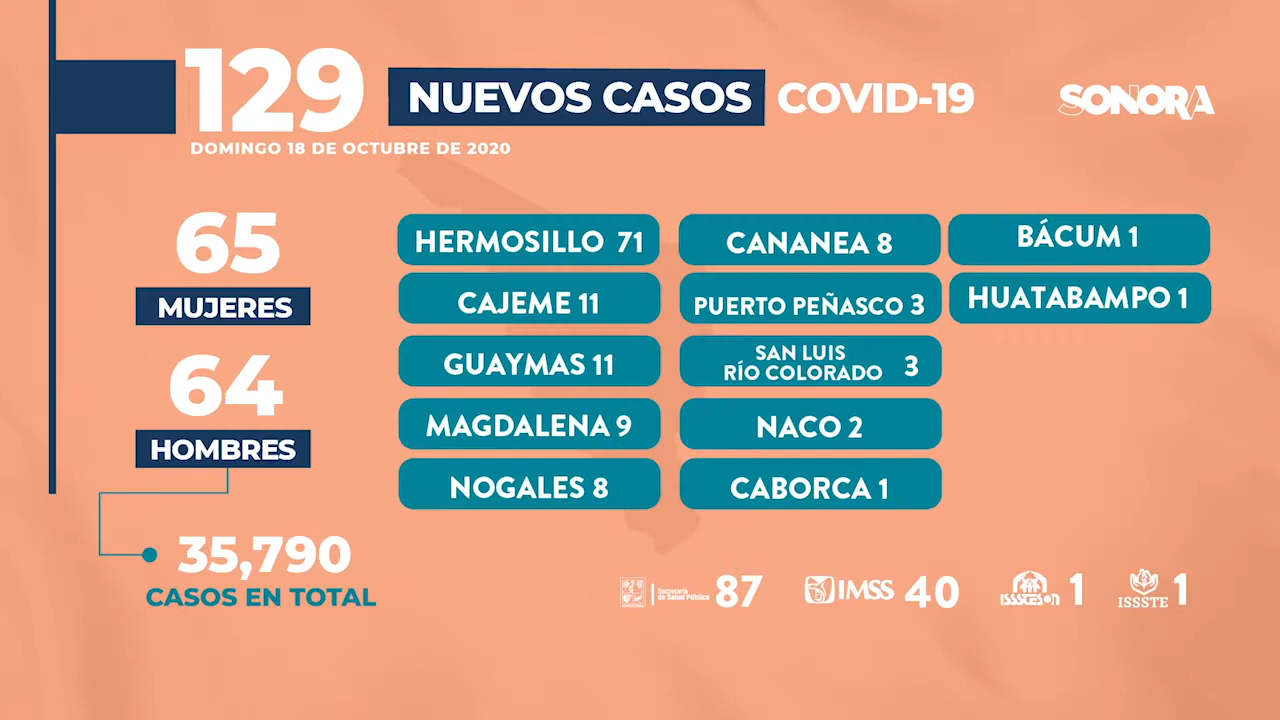 129 NUEVOS CASOS COVID-19
SONORA
DOMINGO 18 DE OCTUBRE DE 2020
65
MUJERES
64
HOMBRES
35,790
CASOS EN TOTAL
HERMOSILLO 71
CAJEME 11
GUAYMAS 11
MAGDALENA 9
NOGALES 8
CANANEA 8
PUERTO PEÑASCO 3
SAN LUIS
RÍO COLORADO 3
NACO 2
CABORCA 1
BÁCUM 1
HUATABAMPO 1
Secretaría
de Salud Pública 87
IMSS 40
ISSSTESON 1
ISSSTE 1